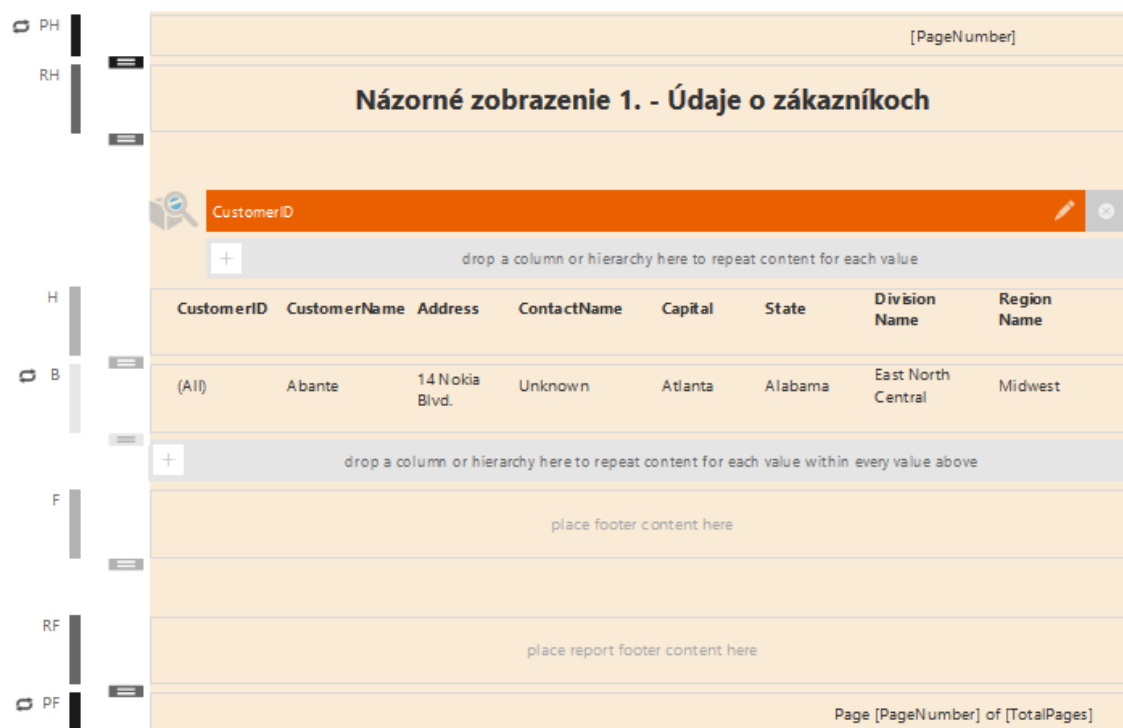 PH
[PageNumber]
RH
Názorné zobrazenie 1. - Údaje o zákazníkoch
CustomerID
drop a column or hierarchy here to repeat content for each value
H
CustomerID CustomerName Address ContactName Capital State Division Name Region Name
B
(All) Abante 14 Nokia Blvd. Unknown Atlanta Alabama East North Central Midwest
drop a column or hierarchy here to repeat content for each value within every value above
F
place footer content here
RF
place report footer content here
PF
Page [PageNumber] of [TotalPages]